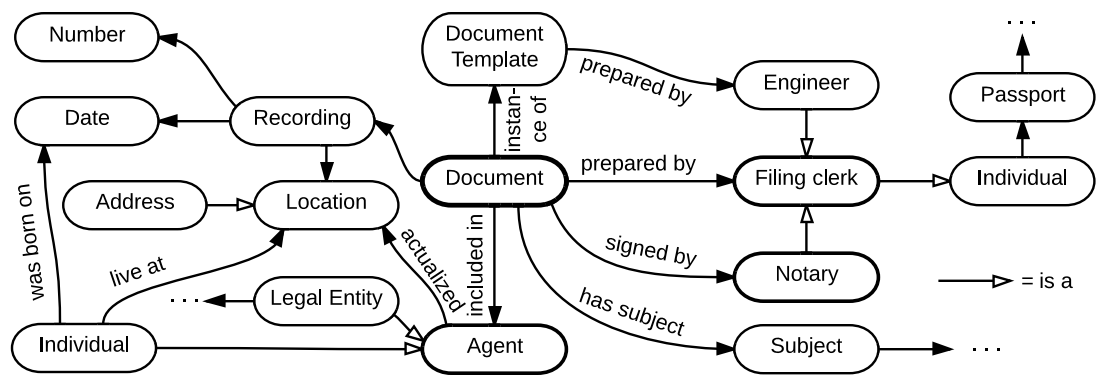 Number
Document
Template
prepared by
Engineer
. . .
Passport
Date
Recording
instan-
ce of
Document
prepared by
Filing clerk
Individual
Address
Location
was born on
live at
actualized
included in
signed by
Notary
= is a
. . .
Legal Entity
has subject
Individual
Agent
Subject
. . .